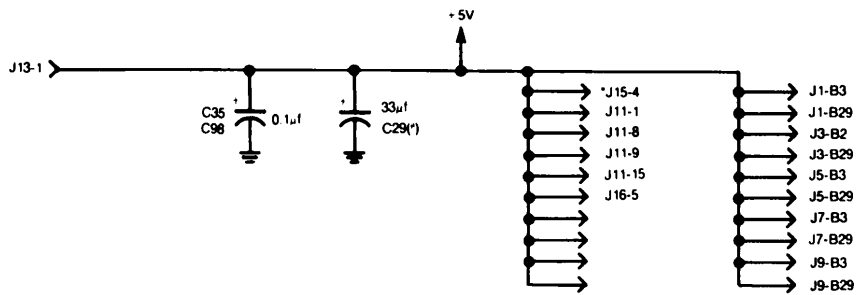 +5V
J13-1
+
C35
C98
0.1µf
+
33µf
C29(*)
*J15-4
J11-1
J11-8
J11-9
J11-15
J16-5
J1-B3
J1-B29
J3-B2
J3-B29
J5-B3
J5-B29
J7-B3
J7-B29
J9-B3
J9-B29